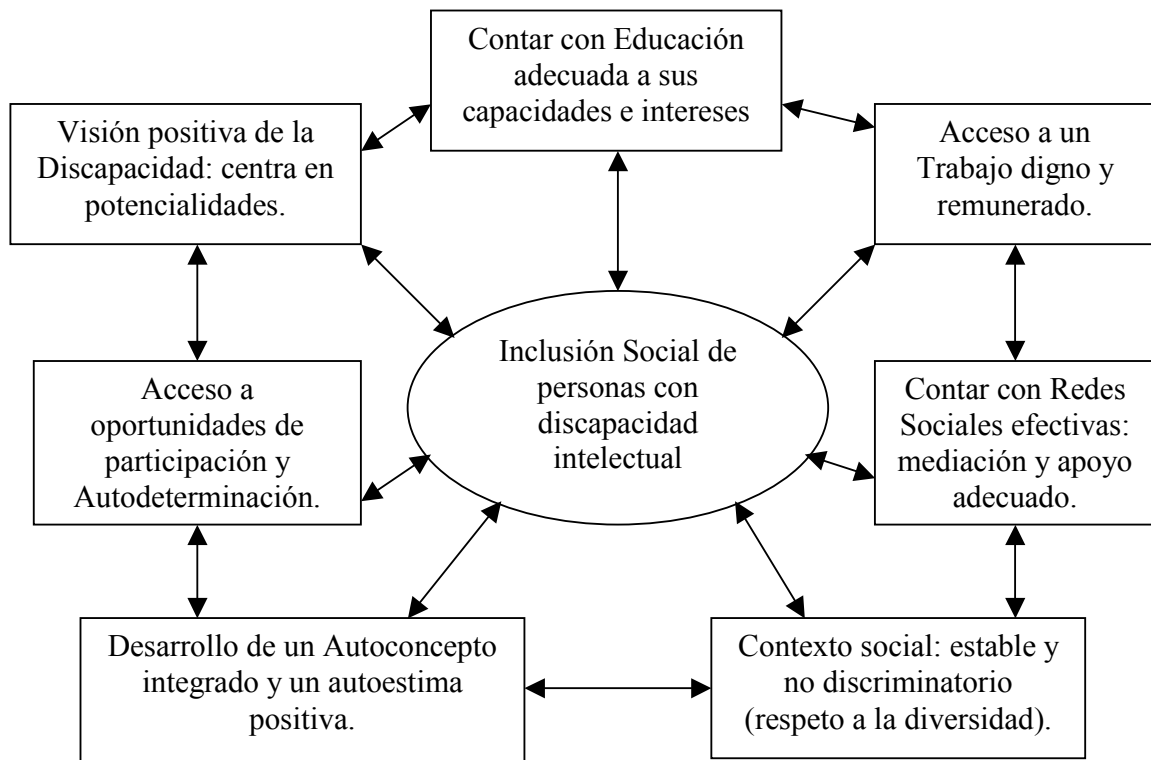 Contar con Educación
adecuada a sus
capacidades e intereses
Visión positiva de la
Discapacidad: centra en
potencialidades.
Acceso a un
Trabajo digno y
remunerado.
Inclusión Social de
personas con
discapacidad
intelectual
Acceso a
oportunidades de
participación y
Autodeterminación.
Contar con Redes
Sociales efectivas:
mediación y apoyo
adecuado.
Desarrollo de un Autoconcepto
integrado y un autoestima
positiva.
Contexto social: estable y
no discriminatorio
(respeto a la diversidad).